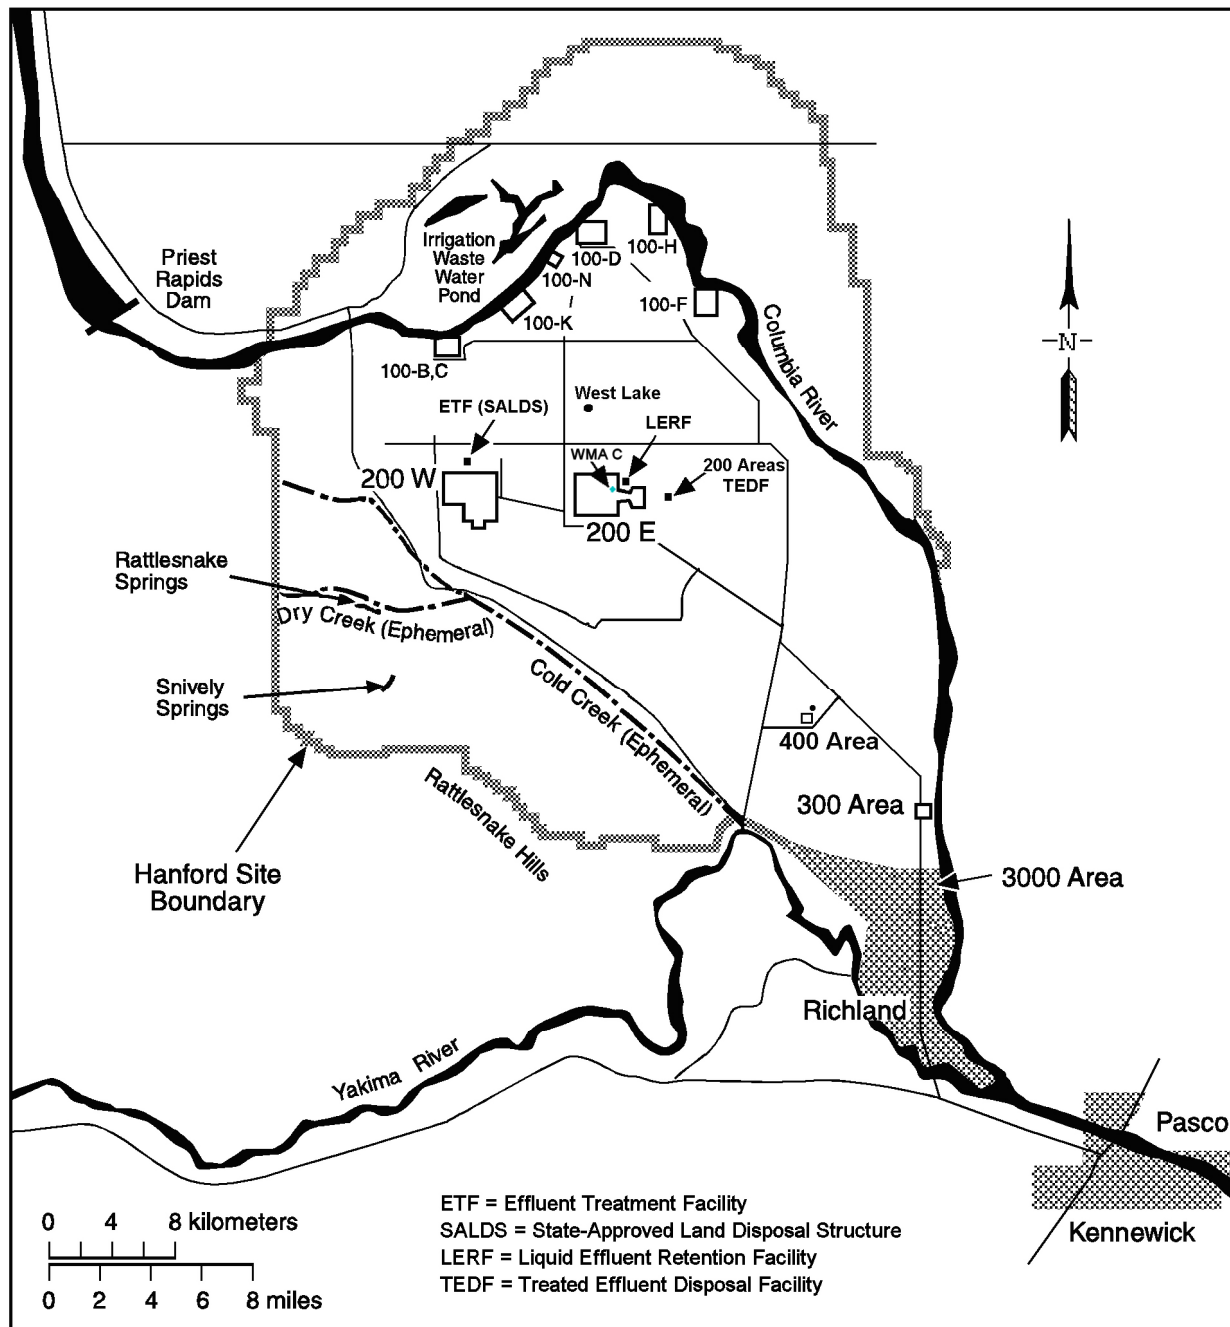 Priest
Rapids
Dam
Irrigation
Waste
Water
Pond
100-H
100-D
100-N
100-F
100-K
100-B,C
Columbia River
N
West Lake
ETF (SALDS)
LERF
WMA C
200 Areas
TEDF
200 W
200 E
Rattlesnake
Springs
Dry Creek (Ephemeral)
Snively
Springs
Cold Creek (Ephemeral)
400 Area
300 Area
Rattlesnake Hills
Hanford Site
Boundary
3000 Area
Richland
Yakima River
Pasco
Kennewick
0 4 8 kilometers
0 2 4 6 8 miles
ETF = Effluent Treatment Facility
SALDS = State-Approved Land Disposal Structure
LERF = Liquid Effluent Retention Facility
TEDF = Treated Effluent Disposal Facility